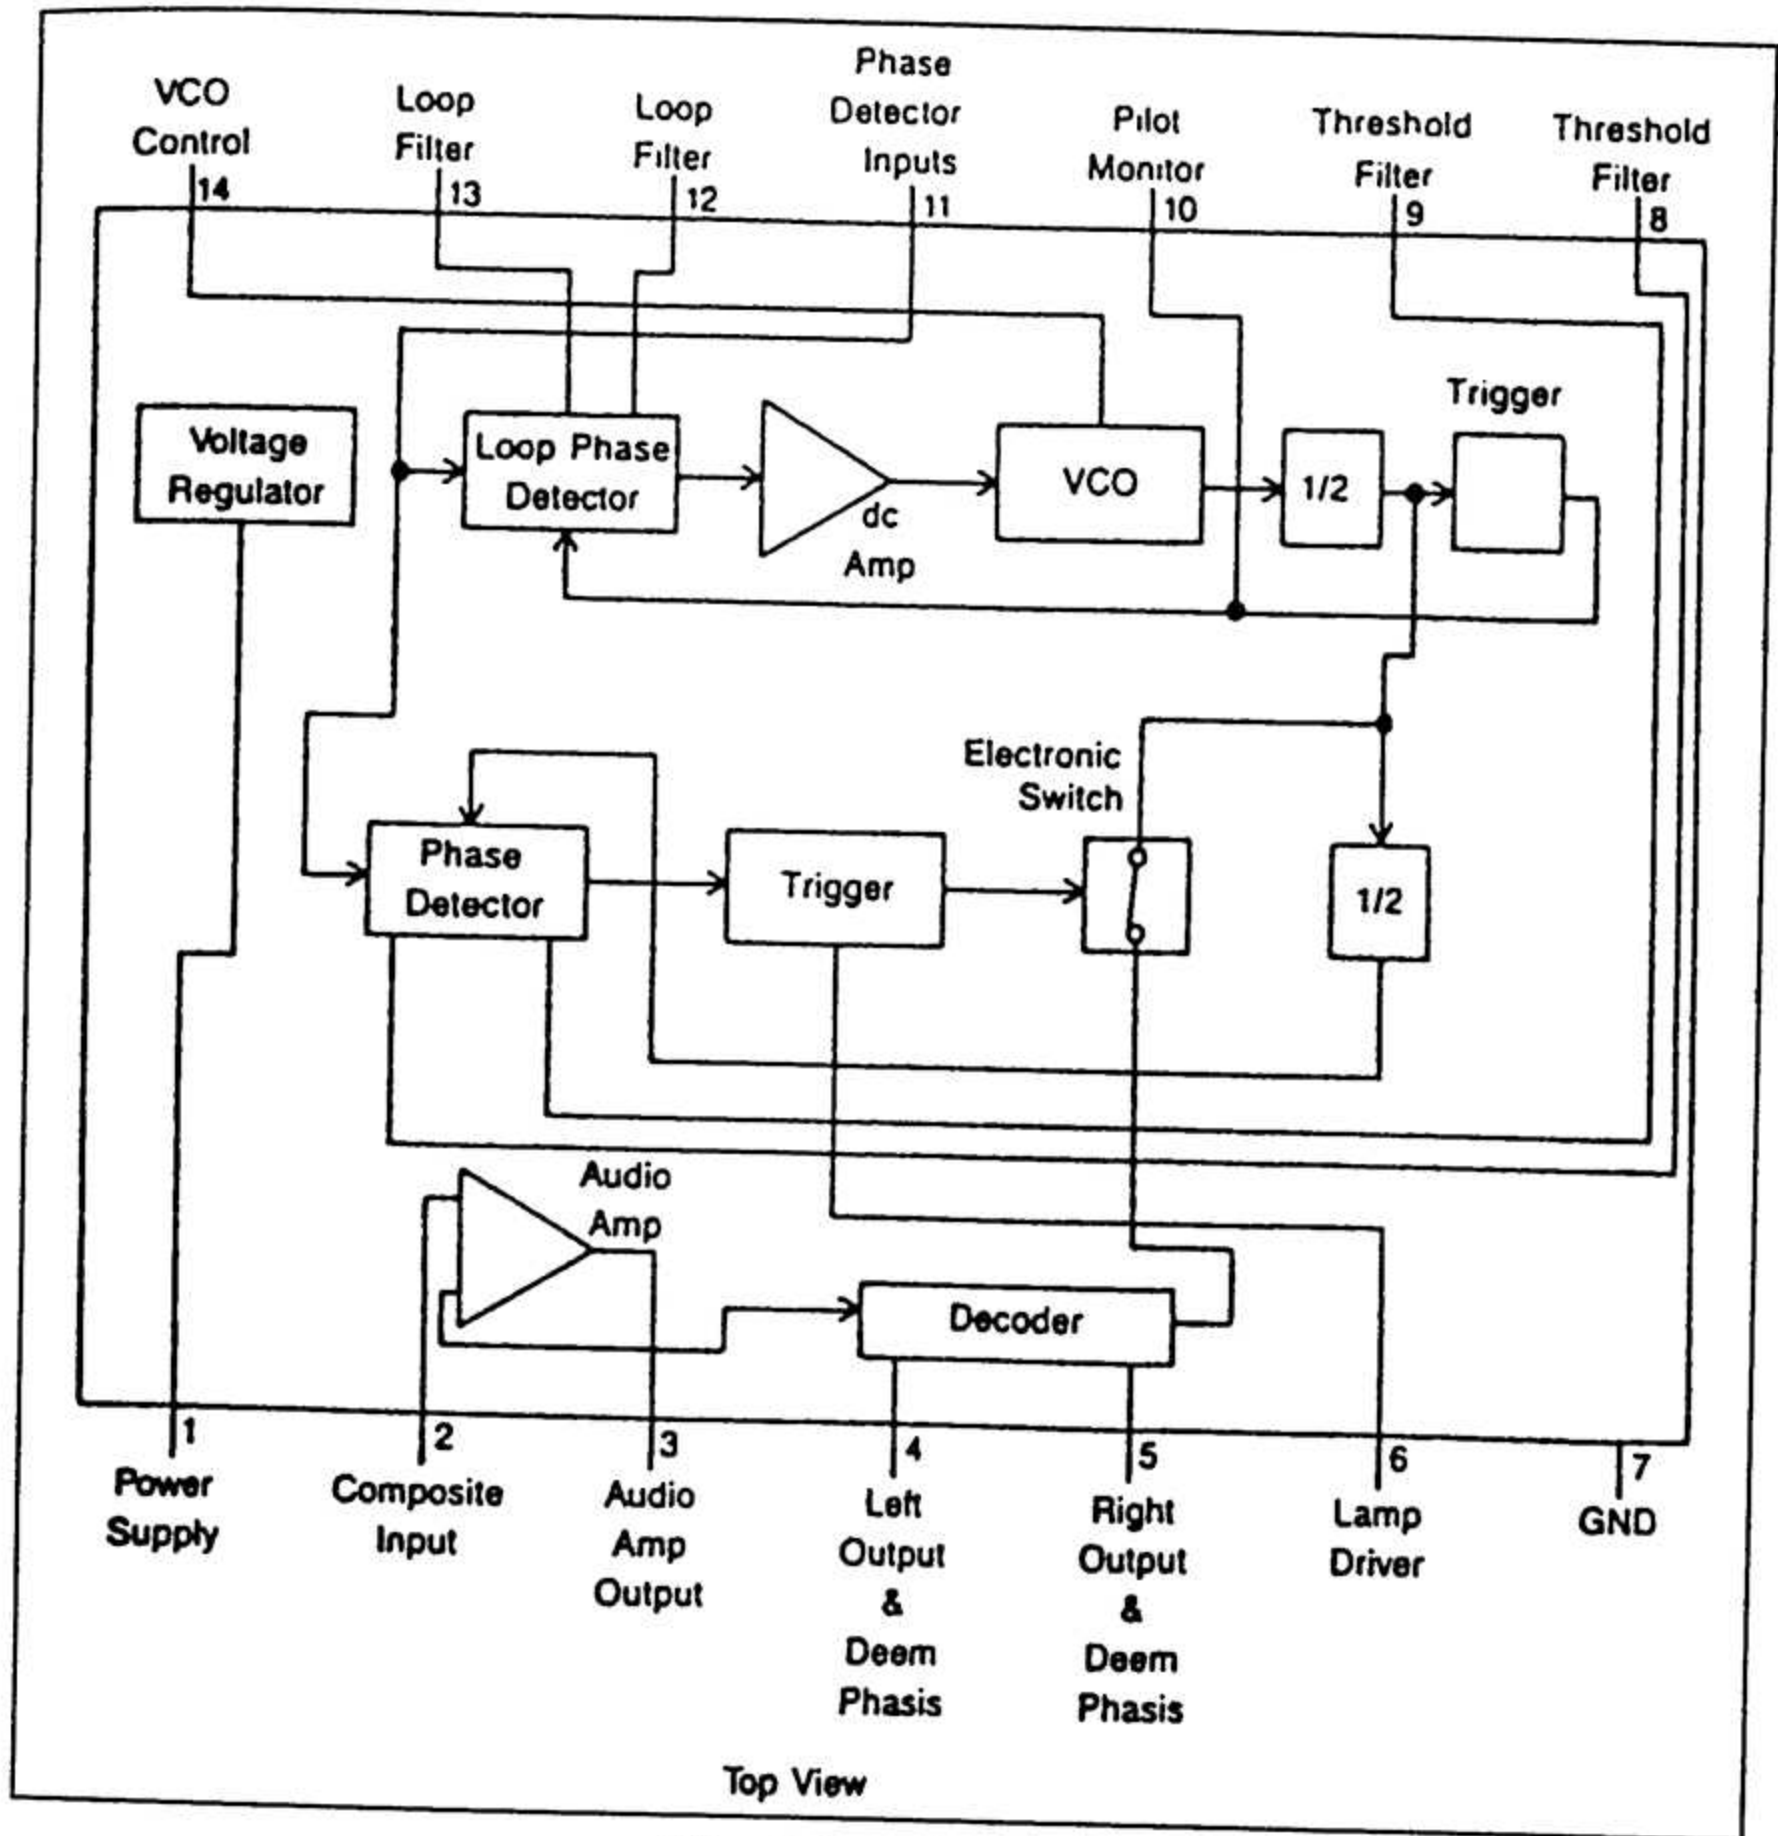 VCO
Control
14
Loop
Filter
13
Loop
Filter
12
Phase
Detector
Inputs
11
Pilot
Monitor
10
Threshold
Filter
9
Threshold
Filter
8
Voltage
Regulator
Loop Phase
Detector
dc
Amp
VCO
1/2
Trigger
Phase
Detector
Trigger
Electronic
Switch
1/2
Audio
Amp
Decoder
1
Power
Supply
2
Composite
Input
3
Audio
Amp
Output
4
Left
Output
&
Deem
Phasis
5
Right
Output
&
Deem
Phasis
6
Lamp
Driver
7
GND
Top View